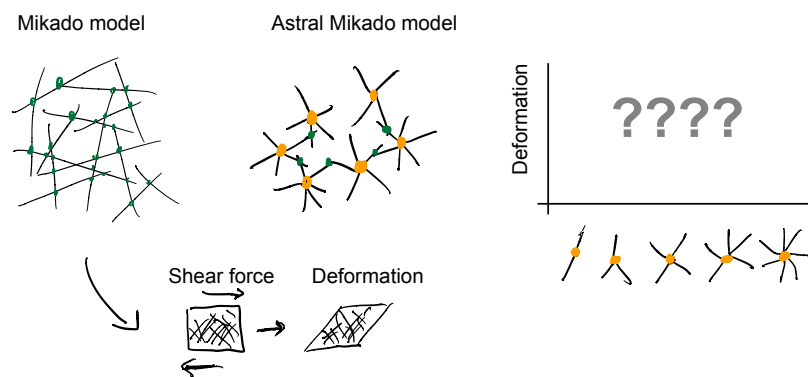 Mikado model
Astral Mikado model
Deformation
????
Shear force
Deformation